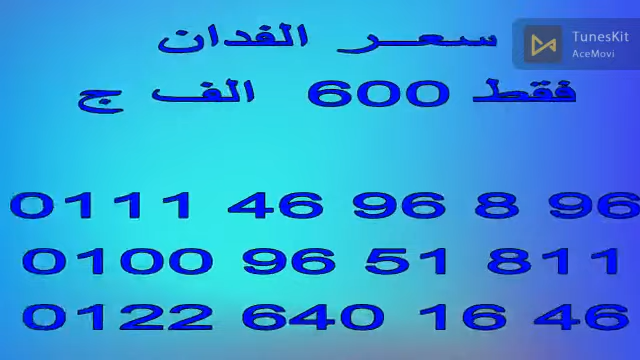 سعر الفدان
TunesKit
AceMovi
فقط 600 الف ج
0111 46 96 8 96
0100 96 51 811
0122 640 16 46